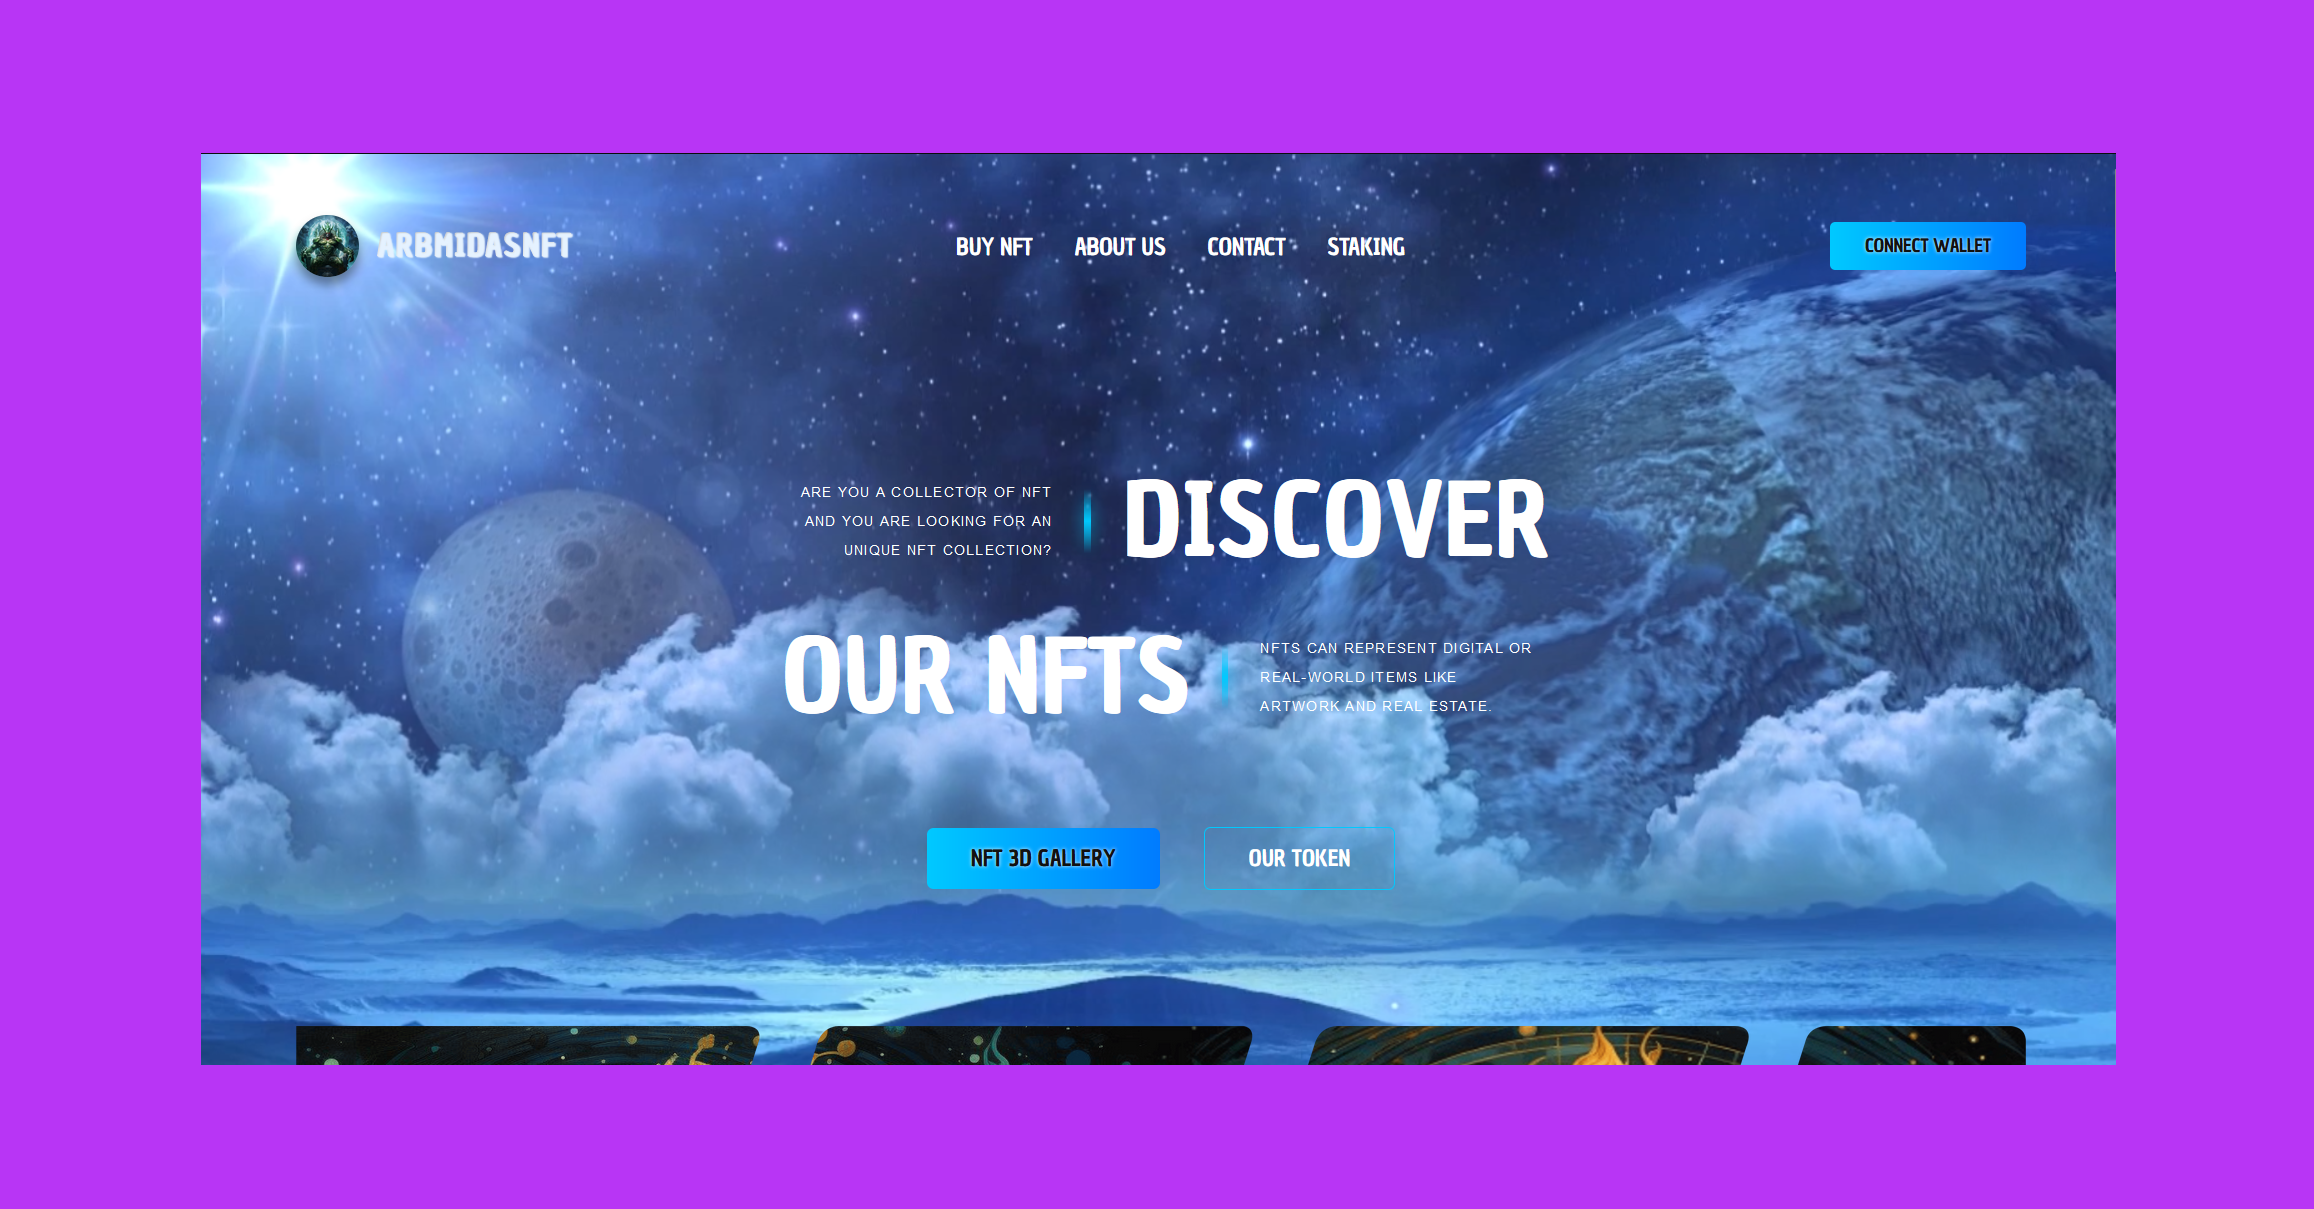 ARBMIDASNFT
BUY NFT
ABOUT US
CONTACT
STAKING
CONNECT WALLET
ARE YOU A COLLECTOR OF NFT
AND YOU ARE LOOKING FOR AN
UNIQUE NFT COLLECTION?
DISCOVER
OUR NFTS
NFTS CAN REPRESENT DIGITAL OR
REAL-WORLD ITEMS LIKE
ARTWORK AND REAL ESTATE.
NFT 3D GALLERY
OUR TOKEN